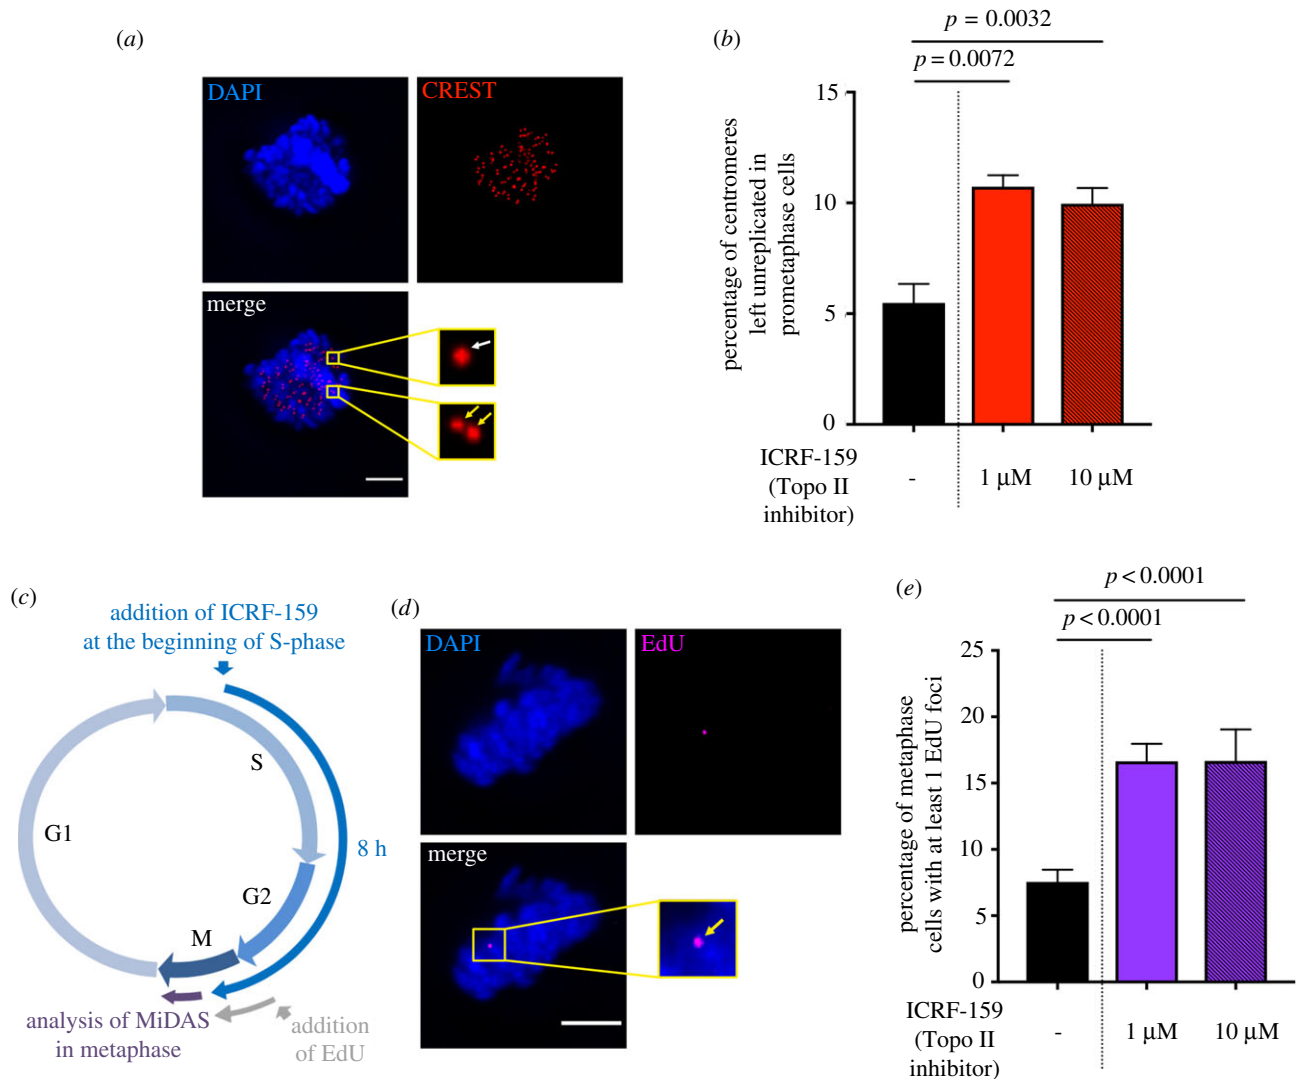 (a)
DAPI
CREST
merge
(b)
p = 0.0032
p = 0.0072
percentage of centromeres
left unreplicated in
prometaphase cells
15
10
5
0
ICRF-159
(Topo II
inhibitor)
-
1 μM
10 μM
(c)
addition of ICRF-159
at the beginning of S-phase
S
G1
8 h
G2
M
analysis of MiDAS
in metaphase
addition
of EdU
(d)
DAPI
EdU
merge
(e)
p < 0.0001
p < 0.0001
percentage of metaphase
cells with at least 1 EdU foci
25
20
15
10
5
0
ICRF-159
(Topo II
inhibitor)
-
1 μM
10 μM